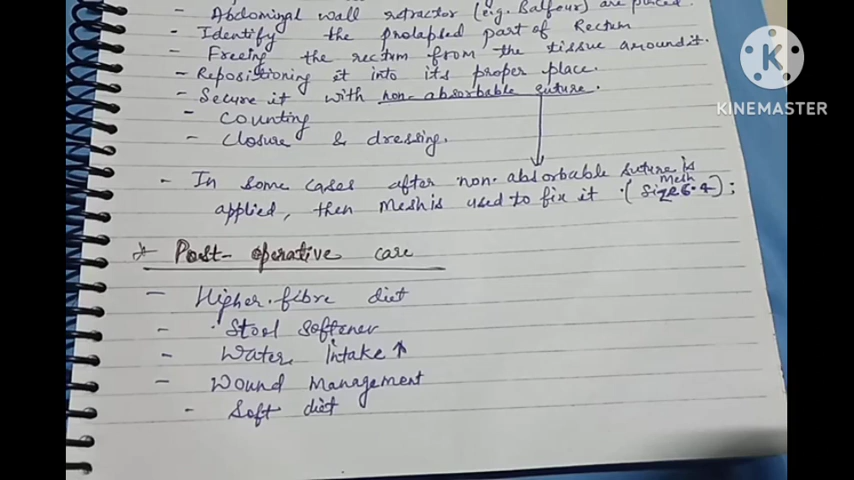 - Abdominal wall retractor (eg. Balfour) are placed.
- Identify the prolapsed part of Rectum
- Freeing the rectum from the tissue around it.
- Repositioning it into its proper place.
- Secure it with non-absorbable suture.
- Counting
- Closure & dressing.
- In some cases after non-absorbable suture is
applied, then Mesh is used to fix it. (Mesh size 6.4);
* Post-operative care
- Higher fibre diet
- Stool softener
- Water Intake ↑
- Wound management
- Soft diet
KINEMASTER